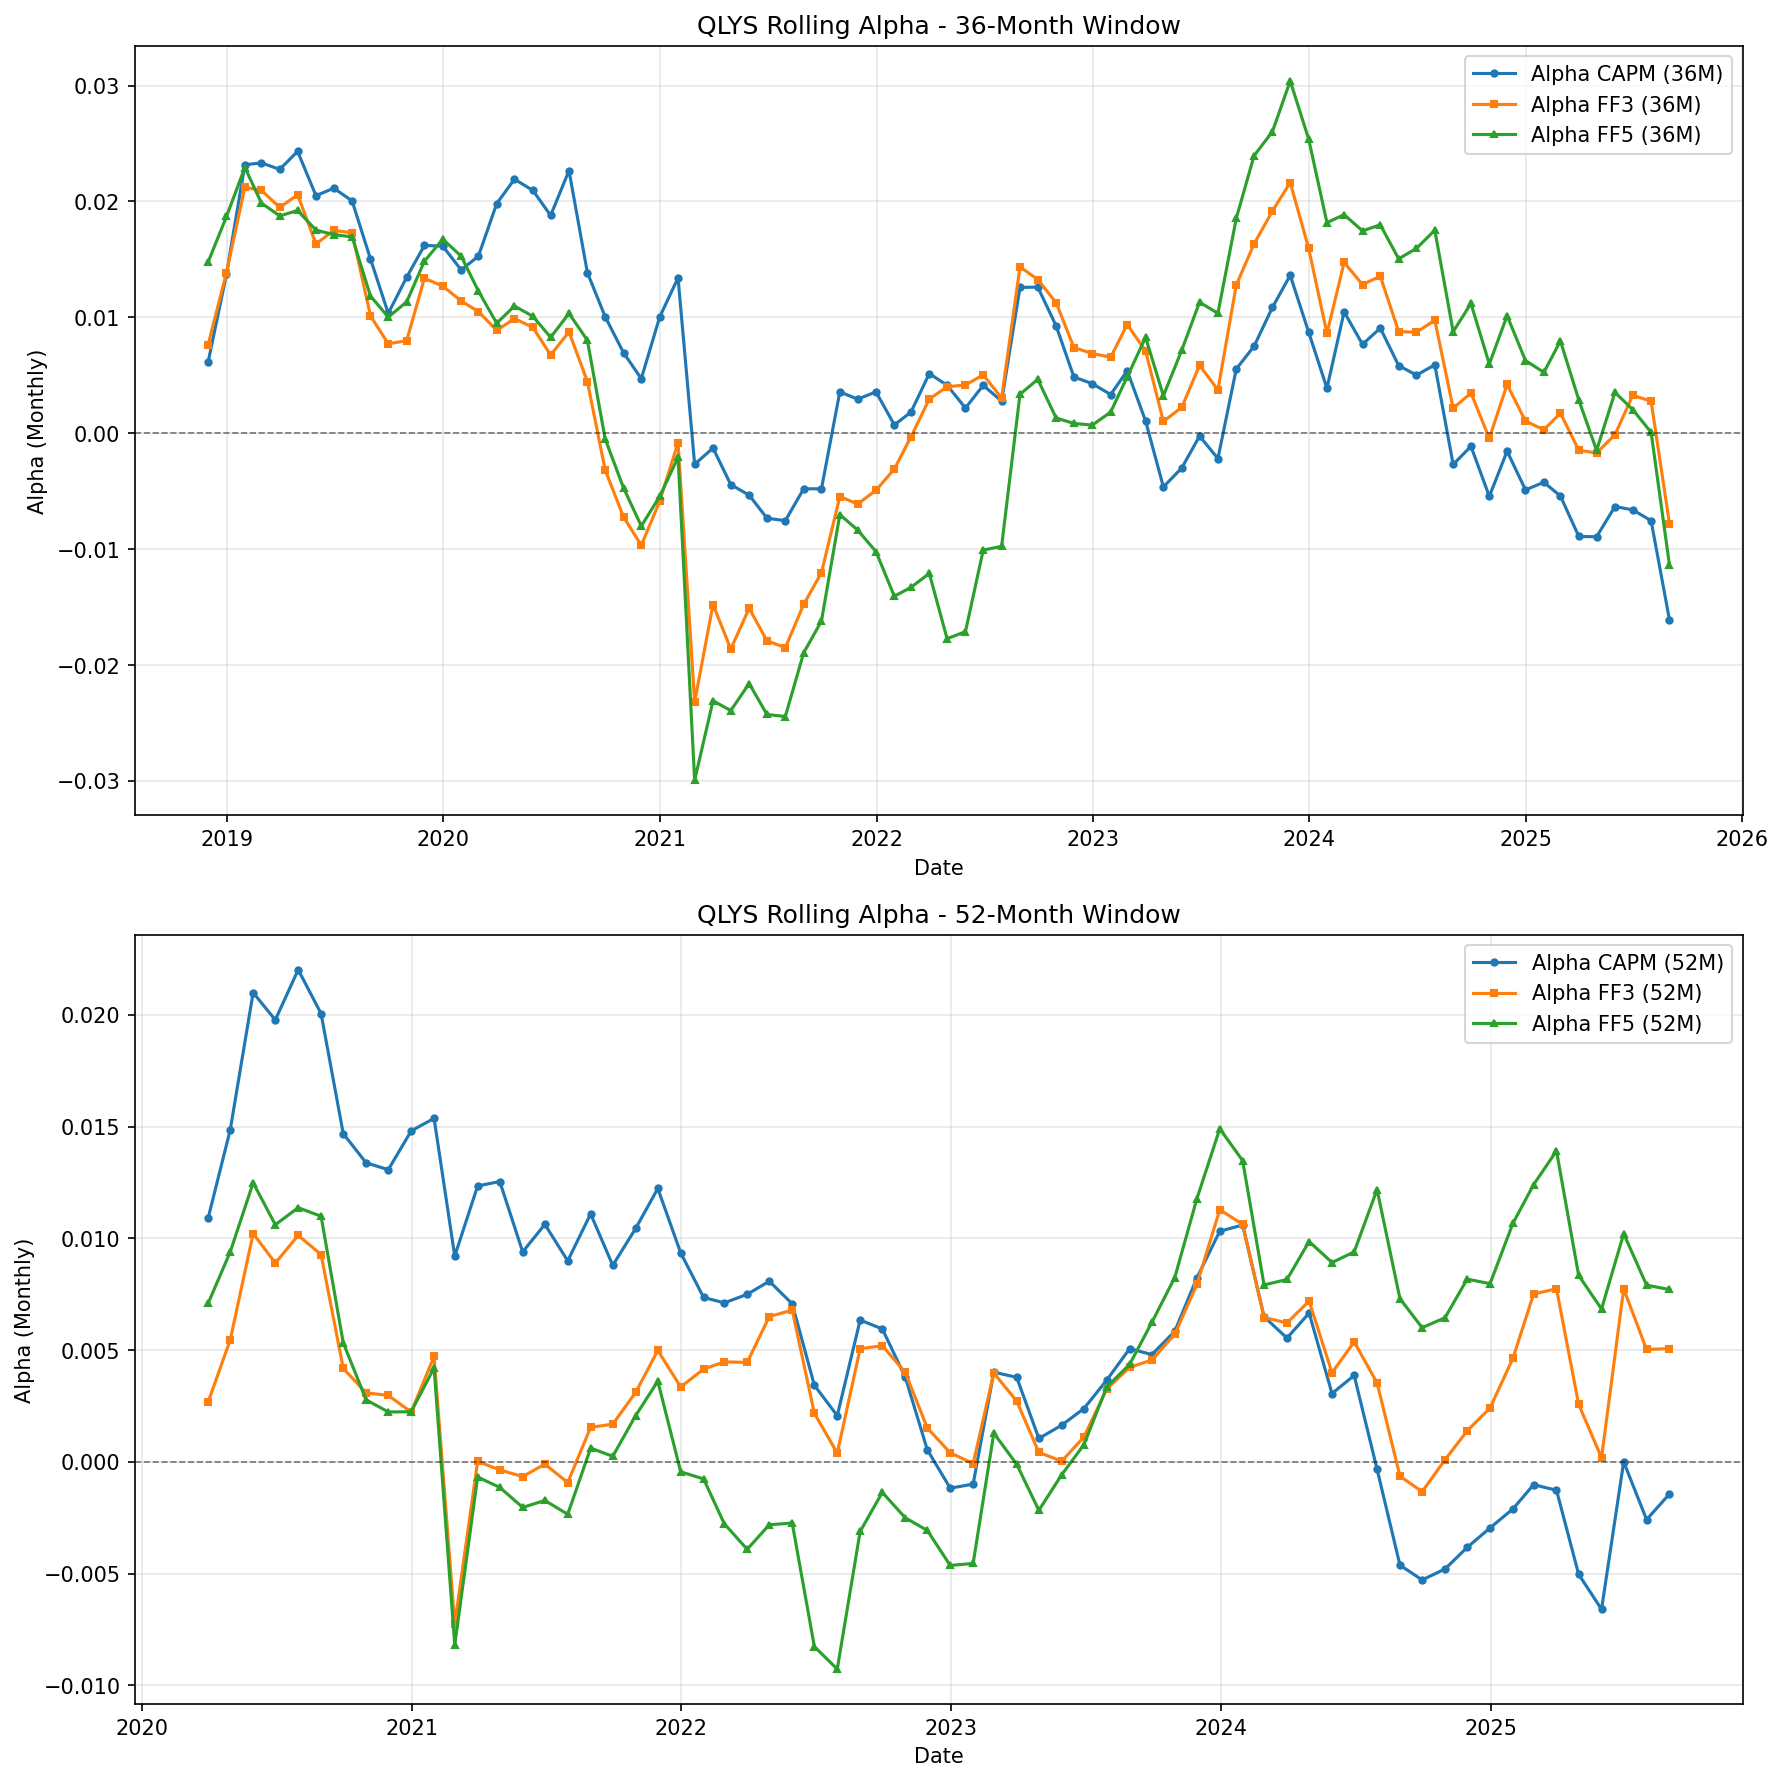 QLYS Rolling Alpha - 36-Month Window
Alpha CAPM (36M)
Alpha FF3 (36M)
Alpha FF5 (36M)
Alpha (Monthly)
0.03
0.02
0.01
0.00
−0.01
−0.02
−0.03
2019 2020 2021 2022 2023 2024 2025 2026
Date
QLYS Rolling Alpha - 52-Month Window
Alpha CAPM (52M)
Alpha FF3 (52M)
Alpha FF5 (52M)
Alpha (Monthly)
0.020
0.015
0.010
0.005
0.000
−0.005
−0.010
2020 2021 2022 2023 2024 2025
Date